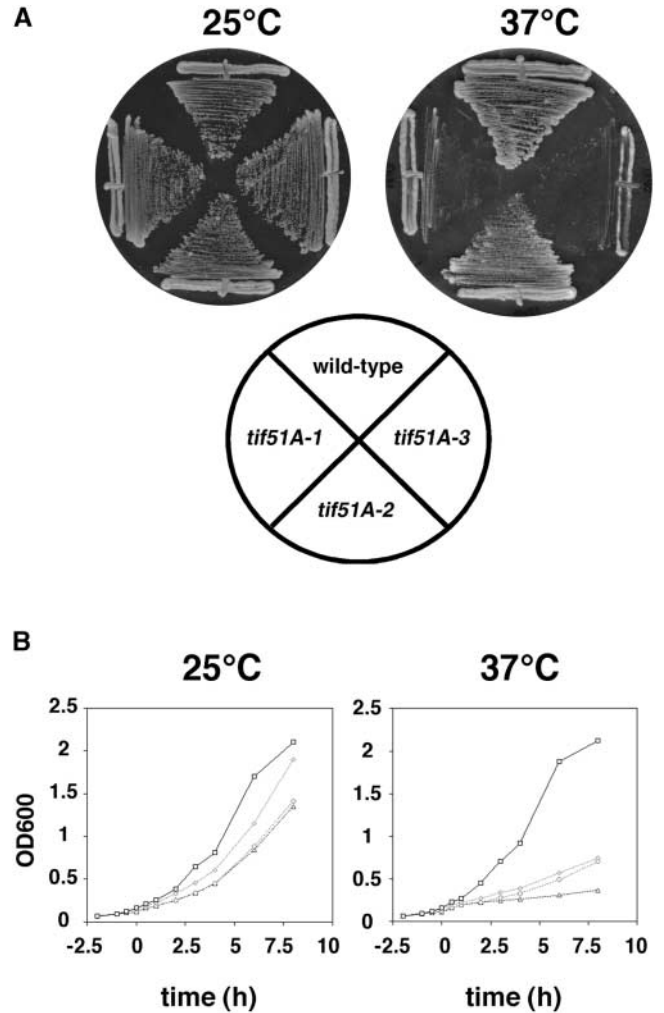 A
25°C 37°C
wild-type
tif51A-1 tif51A-3
tif51A-2
B
25°C 37°C
2.5 2.5
2 2
1.5 1.5
1 1
0.5 0.5
0 0
OD600
-2.5 0 2.5 5 7.5 10 -2.5 0 2.5 5 7.5 10
time (h) time (h)